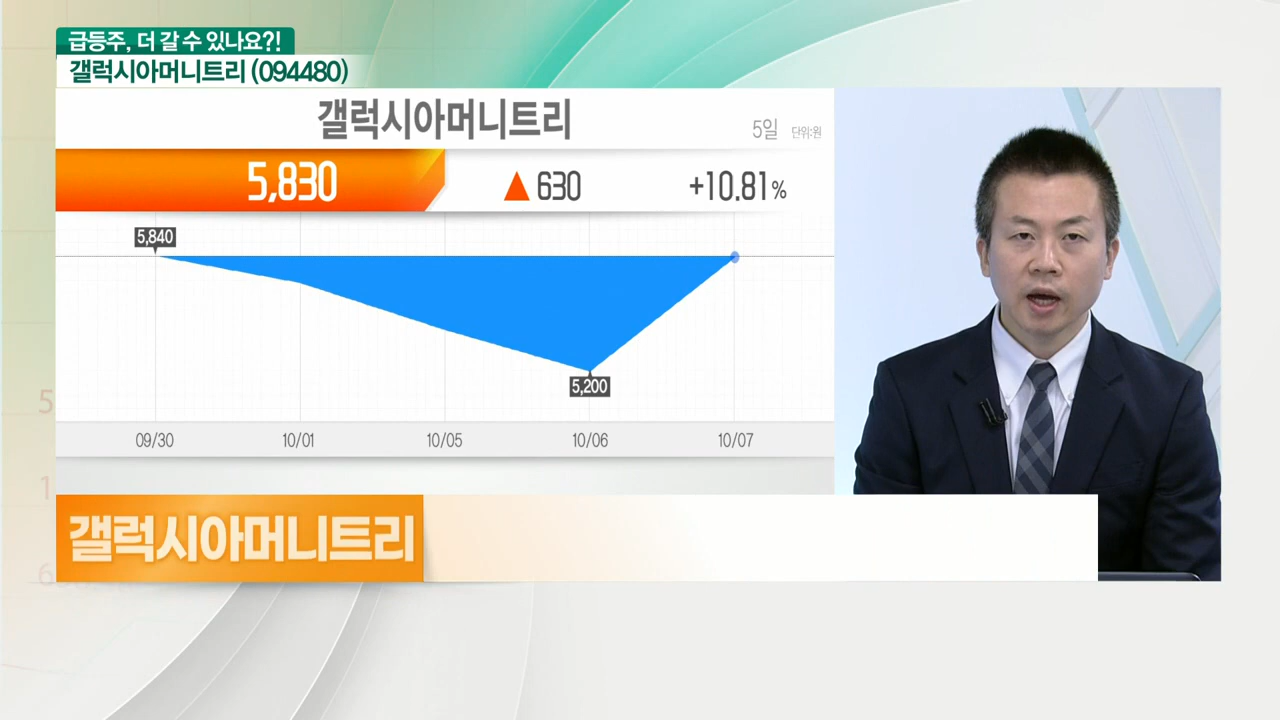 급등주, 더 갈 수 있나요?!
갤럭시아머니트리 (094480)
갤럭시아머니트리
5일 단위:원
5,830 ▲ 630 +10.81%
5,840
5,200
09/30 10/01 10/05 10/06 10/07
5
1
6
갤럭시아머니트리